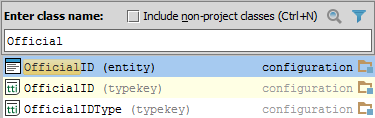 Enter class name: Include non-project classes (Ctrl+N)
Official
OfficialID (entity) configuration
OfficialID (typekey) configuration
OfficialIDType (typekey) configuration